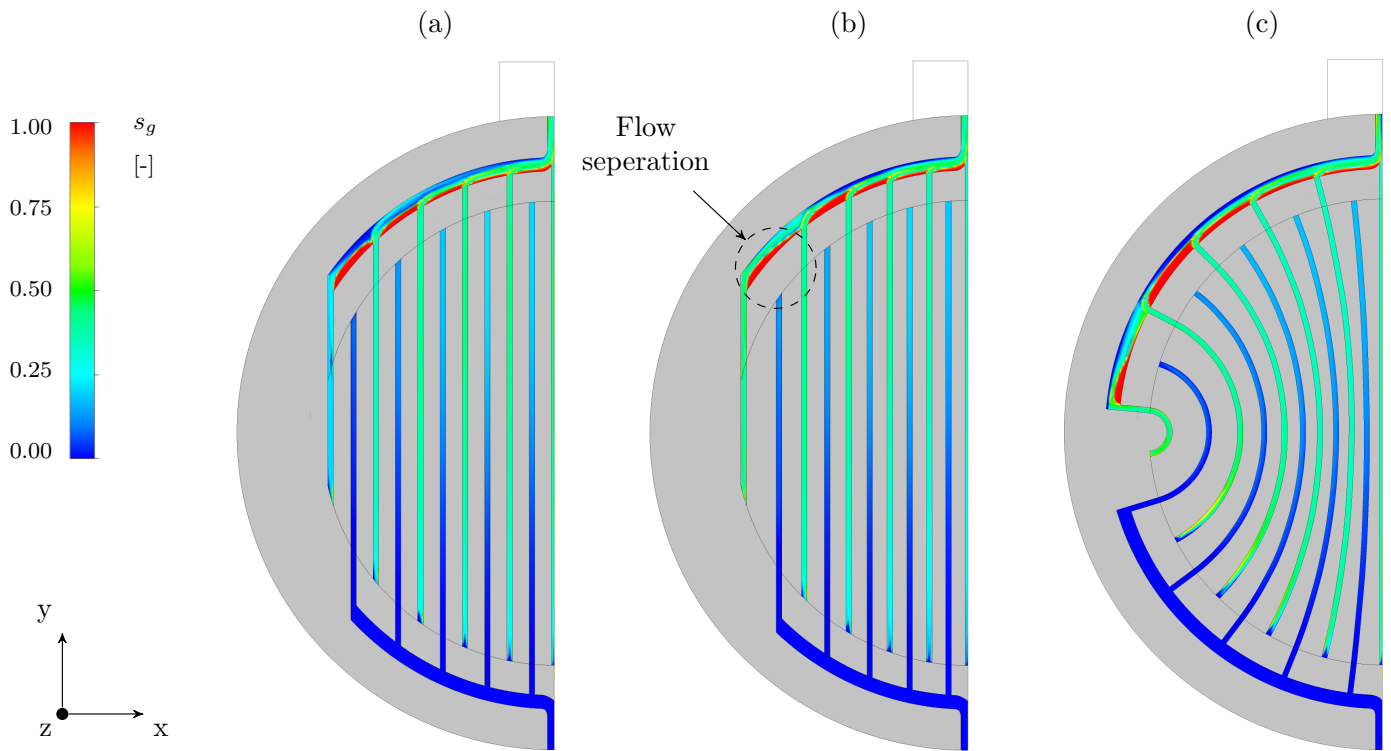 (a)
(b)
(c)
Flow
seperation
1.00
0.75
0.50
0.25
0.00
s_g
[-]
y
z
x